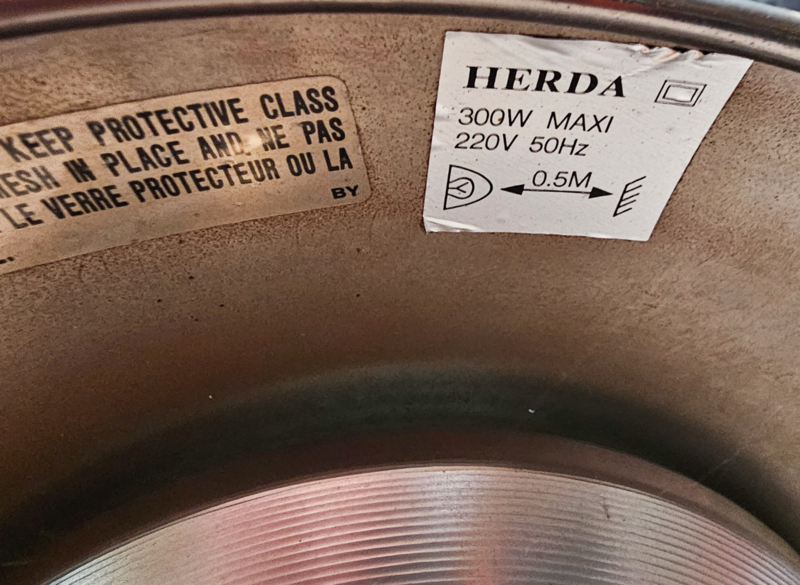 KEEP PROTECTIVE CLASS
IN PLACE AND. NE PAS
LE VERRE PROTECTEUR OU LA
BY
HERDA
300W MAXI
220V 50Hz
0.5M